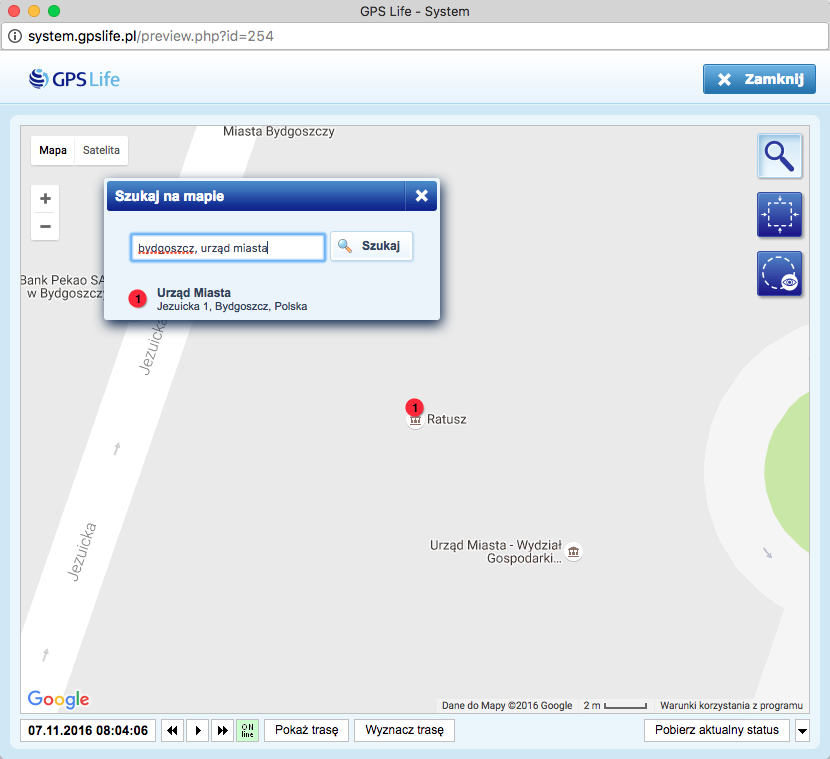 GPS Life - System
system.gpslife.pl/preview.php?id=254
GPS Life
Zamknij
Miasta Bydgoszczy
Mapa
Satelita
+
−
Szukaj na mapie
bydgoszcz, urząd miasta
Szukaj
Bank Pekao SA
w Bydgoszczy
1
Urząd Miasta
Jezuicka 1, Bydgoszcz, Polska
Jezuicka
1
Ratusz
Jezuicka
Urząd Miasta - Wydział
Gospodarki...
Google
Dane do Mapy ©2016 Google
2 m
Warunki korzystania z programu
07.11.2016 08:04:06
ON
line
Pokaż trasę
Wyznacz trasę
Pobierz aktualny status